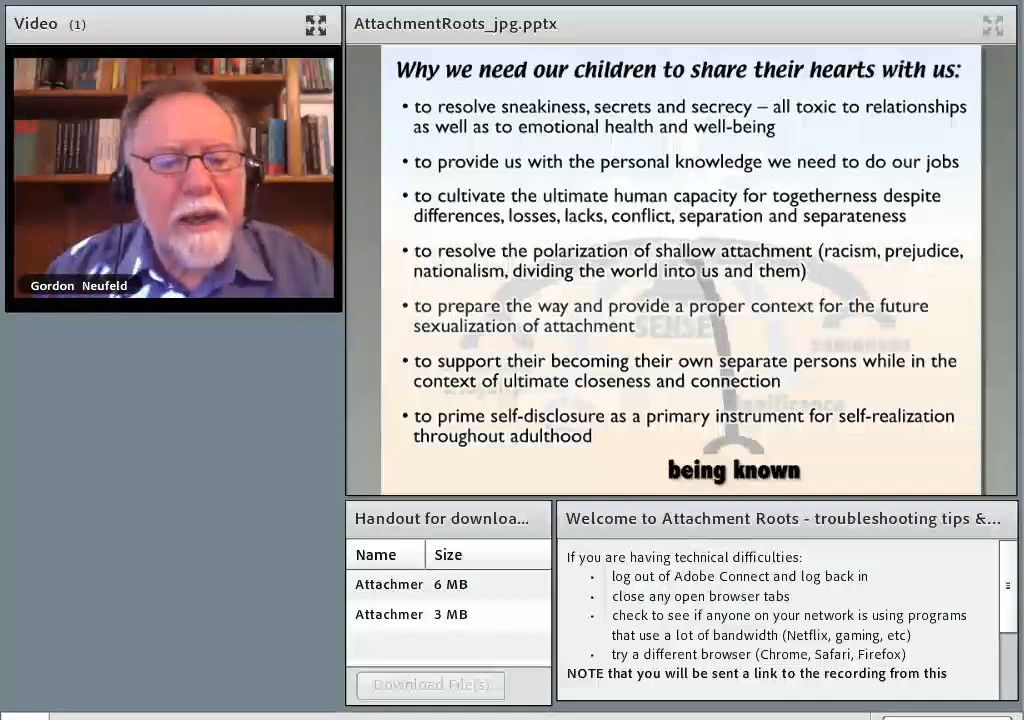 Video (1)
Gordon Neufeld
AttachmentRoots_jpg.pptx
Why we need our children to share their hearts with us:
• to resolve sneakiness, secrets and secrecy – all toxic to relationships
as well as to emotional health and well-being
• to provide us with the personal knowledge we need to do our jobs
• to cultivate the ultimate human capacity for togetherness despite
differences, losses, lacks, conflict, separation and separateness
• to resolve the polarization of shallow attachment (racism, prejudice,
nationalism, dividing the world into us and them)
• to prepare the way and provide a proper context for the future
sexualization of attachment
SENSE
• to support their becoming their own separate persons while in the
context of ultimate closeness and connection
significance
• to prime self-disclosure as a primary instrument for self-realization
throughout adulthood
being known
Handout for downloa...
Name Size
Attachmer 6 MB
Attachmer 3 MB
Download File(s)
Welcome to Attachment Roots - troubleshooting tips &...
If you are having technical difficulties:
• log out of Adobe Connect and log back in
• close any open browser tabs
• check to see if anyone on your network is using programs
that use a lot of bandwidth (Netflix, gaming, etc)
• try a different browser (Chrome, Safari, Firefox)
NOTE that you will be sent a link to the recording from this